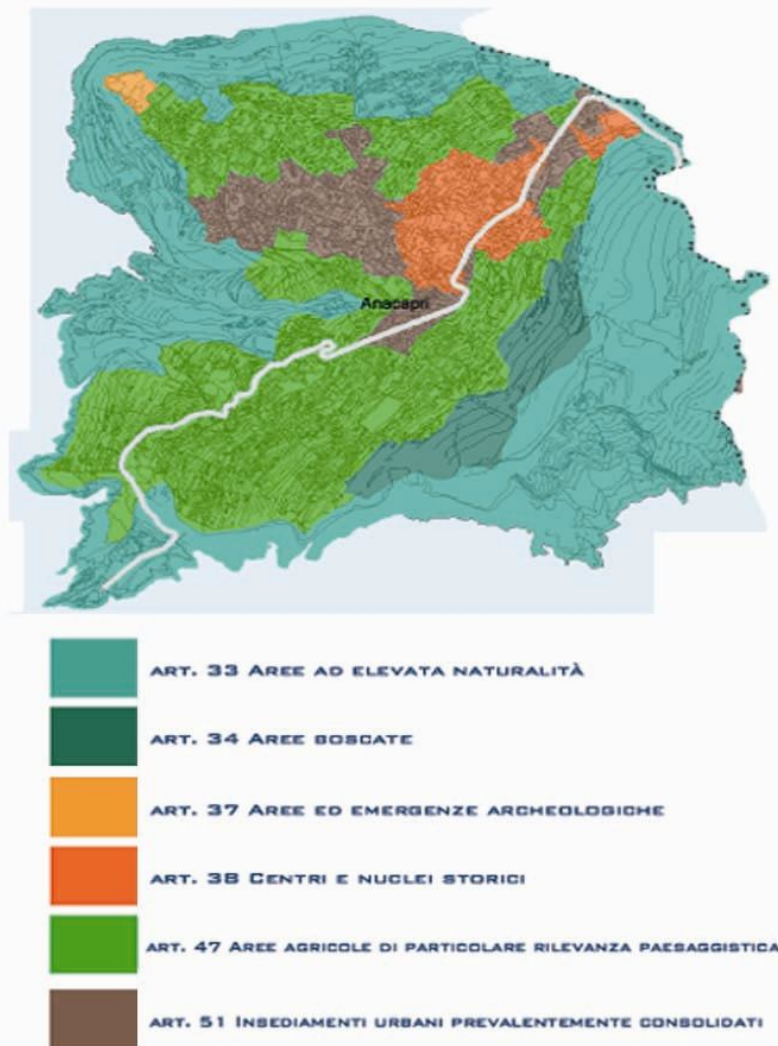 Anacapri
ART. 33 AREE AD ELEVATA NATURALITÀ
ART. 34 AREE BOSCATE
ART. 37 AREE ED EMERGENZE ARCHEOLOGICHE
ART. 38 CENTRI E NUCLEI STORICI
ART. 47 AREE AGRICOLE DI PARTICOLARE RILEVANZA PAESAGGISTICA
ART. 51 INSEDIAMENTI URBANI PREVALENTEMENTE CONSOLIDATI